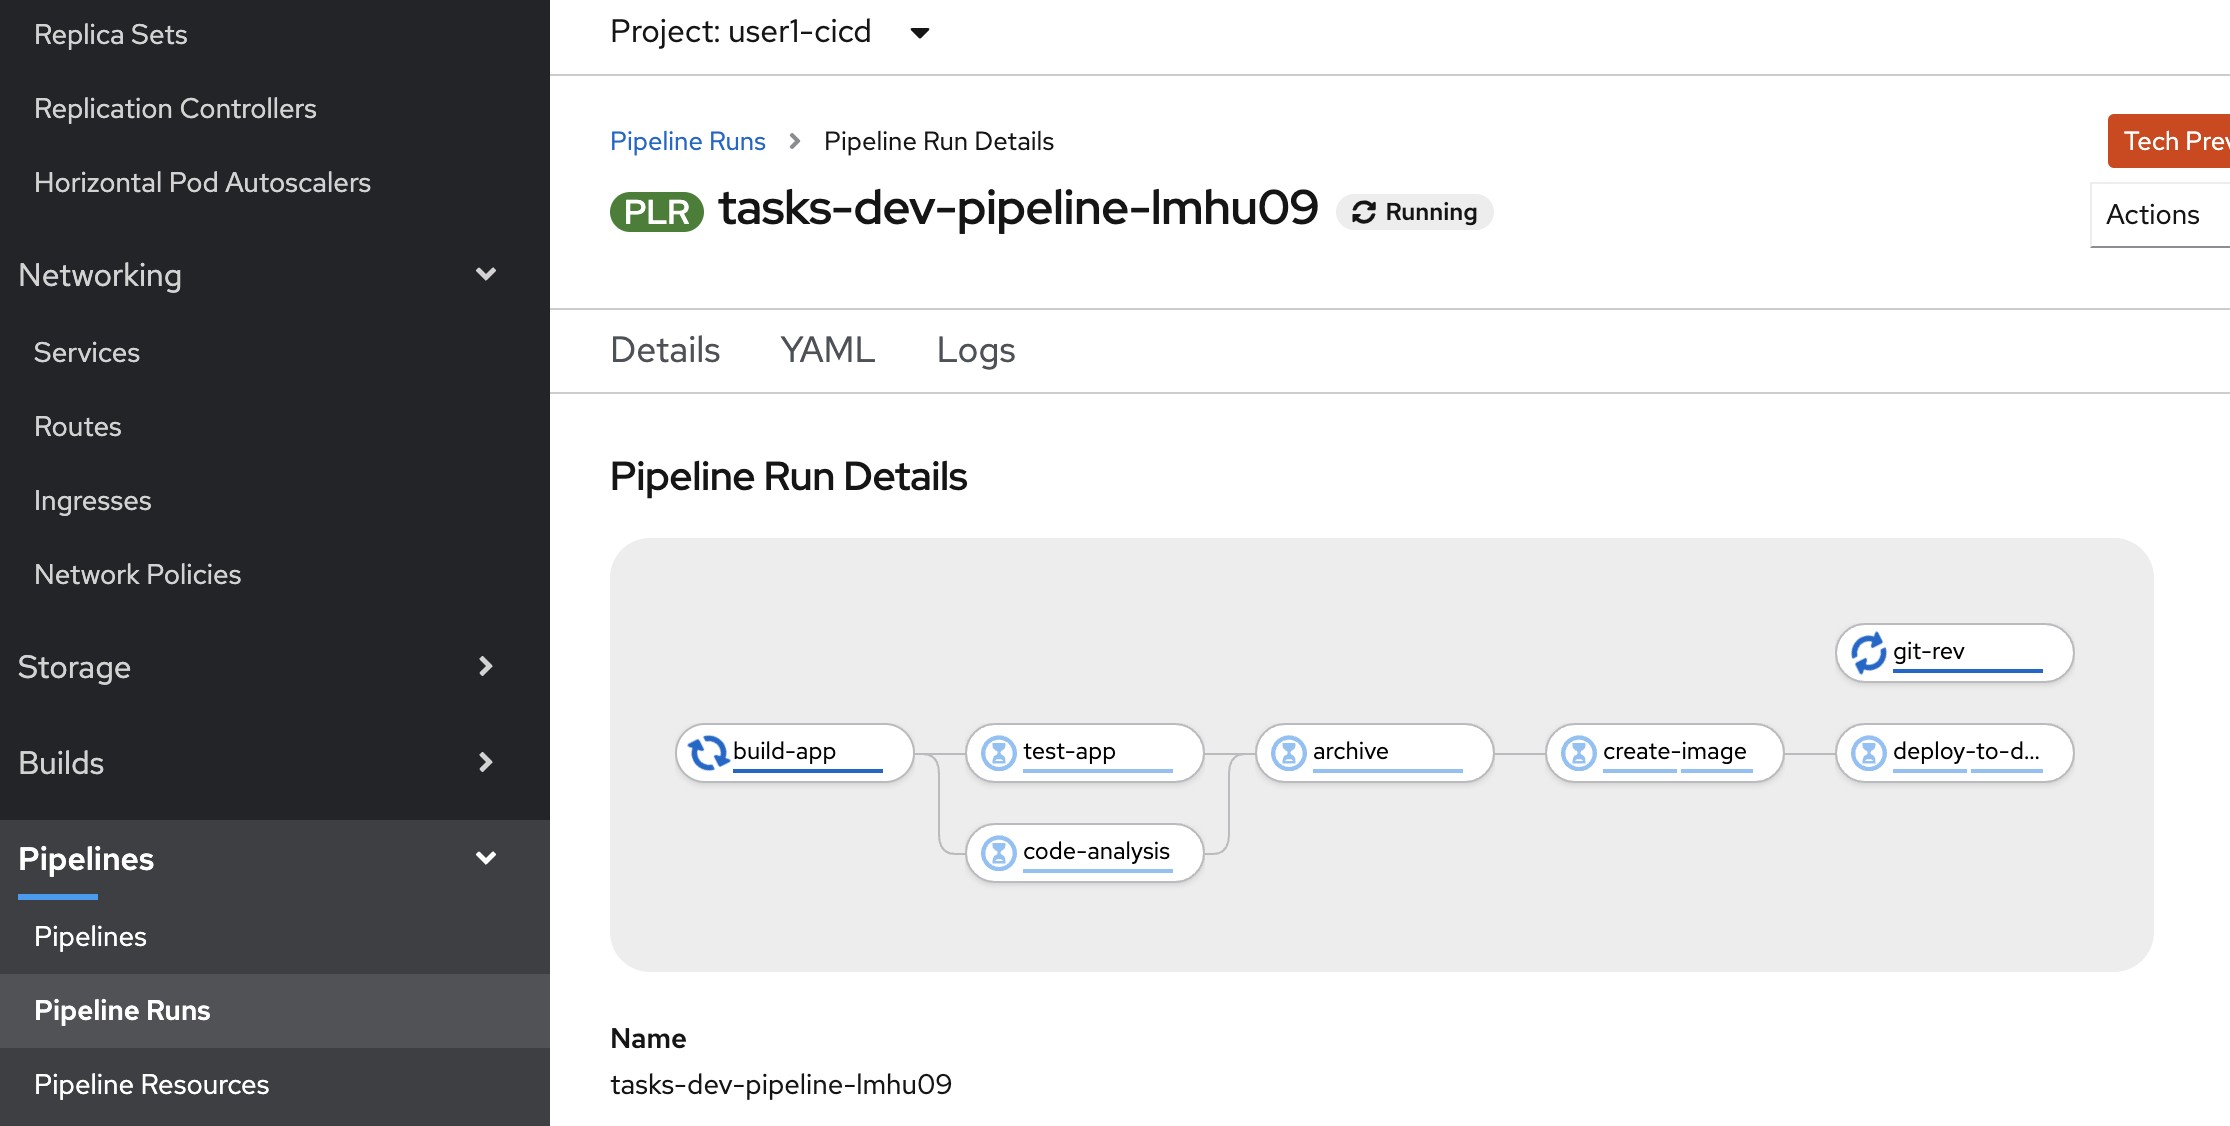 Replica Sets
Replication Controllers
Horizontal Pod Autoscalers
Networking
Services
Routes
Ingresses
Network Policies
Storage
Builds
Pipelines
Pipelines
Pipeline Runs
Pipeline Resources
Project: user1-cicd
Pipeline Runs > Pipeline Run Details
Tech Prev
PLR tasks-dev-pipeline-lmhu09 Running
Actions
Details YAML Logs
Pipeline Run Details
git-rev
build-app test-app archive create-image deploy-to-d...
code-analysis
Name
tasks-dev-pipeline-lmhu09